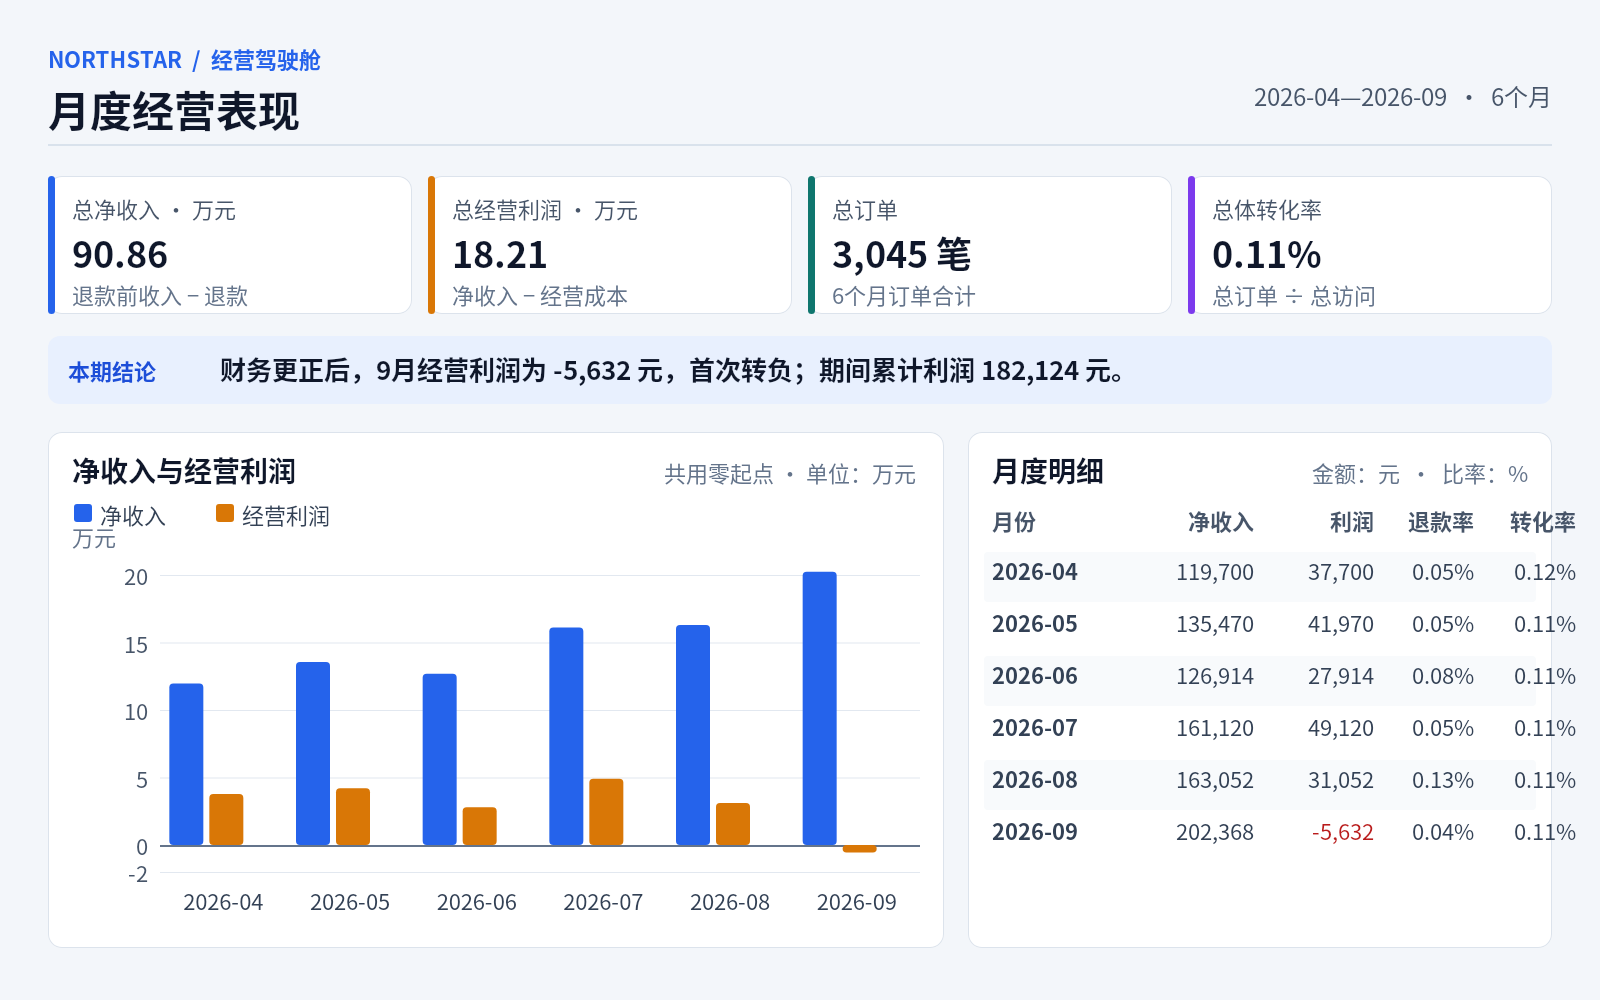 NORTHSTAR / 经营驾驶舱
月度经营表现
2026-04—2026-09 · 6个月
总净收入 · 万元
90.86
退款前收入 − 退款
总经营利润 · 万元
18.21
净收入 − 经营成本
总订单
3,045 笔
6个月订单合计
总体转化率
0.11%
总订单 ÷ 总访问
本期结论 财务更正后，9月经营利润为 -5,632 元，首次转负；期间累计利润 182,124 元。
净收入与经营利润 共用零起点 · 单位：万元
净收入 经营利润
万元
20
15
10
5
0
-2
2026-04 2026-05 2026-06 2026-07 2026-08 2026-09
月度明细 金额：元 · 比率：%
月份 净收入 利润 退款率 转化率
2026-04 119,700 37,700 0.05% 0.12%
2026-05 135,470 41,970 0.05% 0.11%
2026-06 126,914 27,914 0.08% 0.11%
2026-07 161,120 49,120 0.05% 0.11%
2026-08 163,052 31,052 0.13% 0.11%
2026-09 202,368 -5,632 0.04% 0.11%